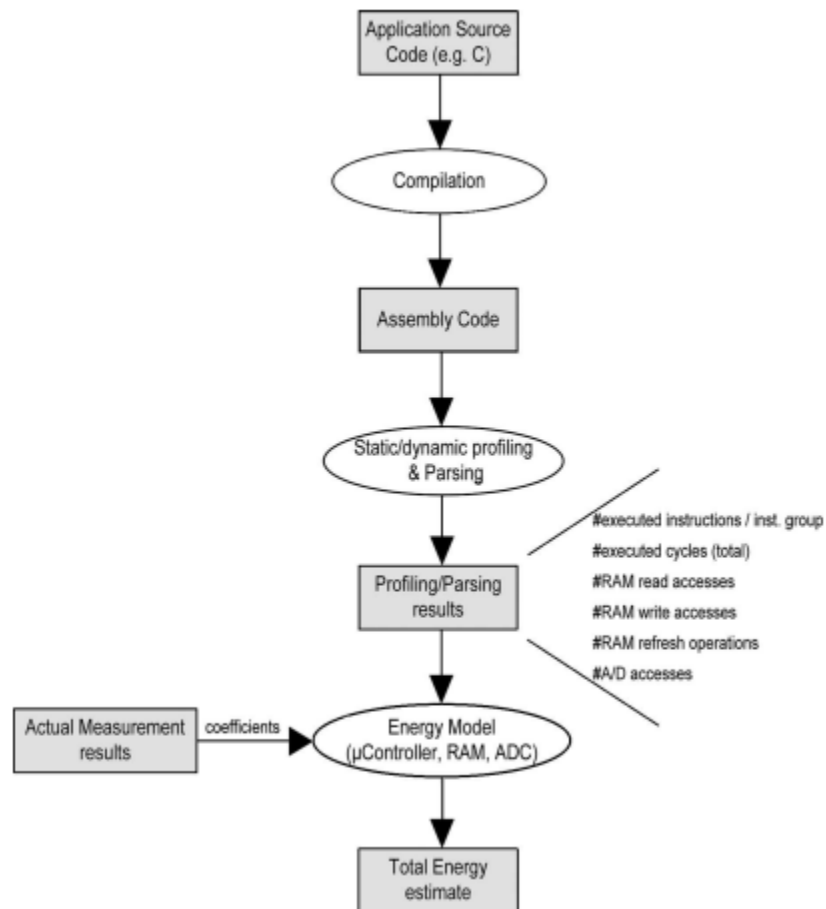 Application Source
Code (e.g. C)
Compilation
Assembly Code
Static/dynamic profiling
& Parsing
#executed instructions / inst. group
#executed cycles (total)
#RAM read accesses
#RAM write accesses
#RAM refresh operations
#A/D accesses
Profiling/Parsing
results
Actual Measurement
results
coefficients
Energy Model
(µController, RAM, ADC)
Total Energy
estimate